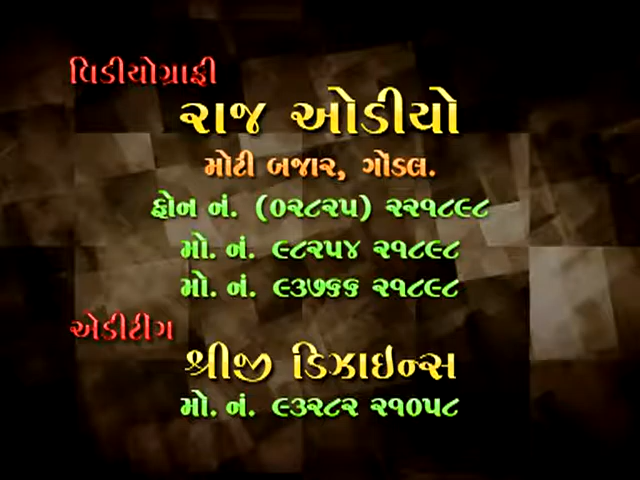 વિડીયોગ્રાફી
રાજ ઓડીયો
મોટી બજાર, ગોંડલ.
ફોન નં. (૦૨૮૨૫) ૨૨૧૮૯૮
મો. નં. ૯૮૨૫૪ ૨૧૮૯૮
મો. નં. ૯૩૭૬૬ ૨૧૮૯૮
એડીટીંગ
શ્રીજી ડિઝાઇન્સ
મો. નં. ૯૩૨૮૨ ૨૧૦૫૮